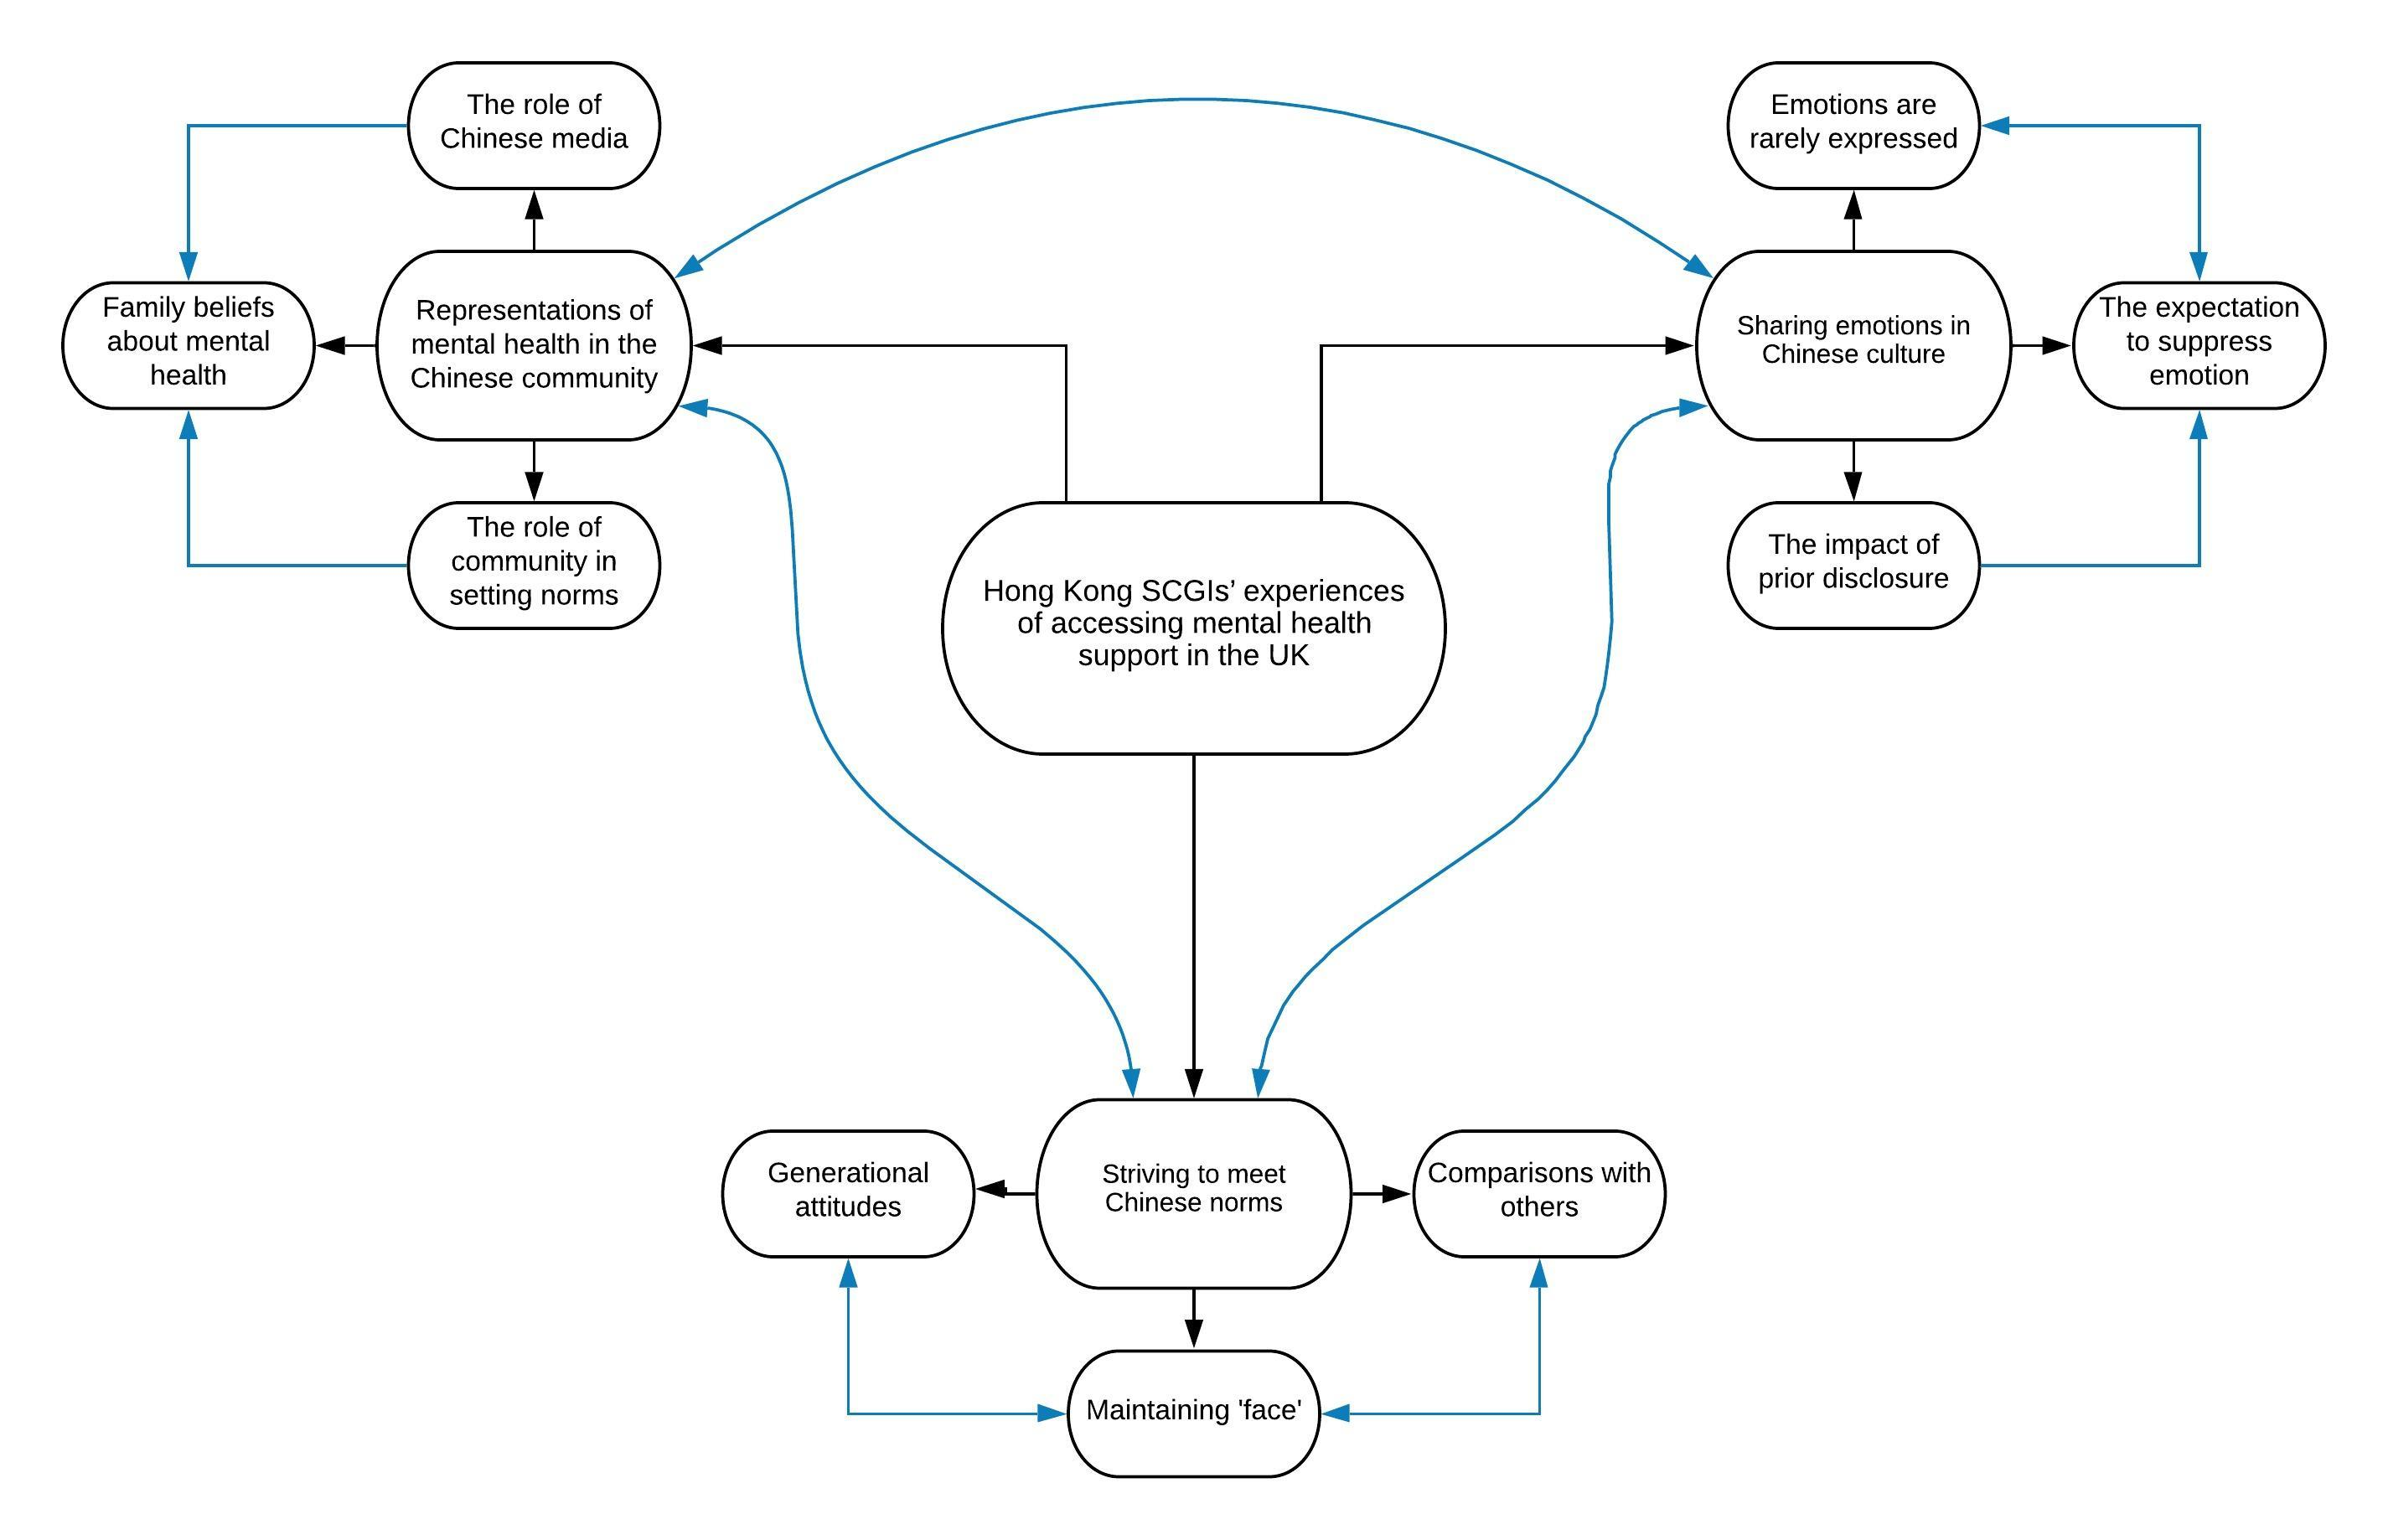 The role of
Chinese media
Emotions are
rarely expressed
Family beliefs
about mental
health
Representations of
mental health in the
Chinese community
Sharing emotions in
Chinese culture
The expectation
to suppress
emotion
The role of
community in
setting norms
The impact of
prior disclosure
Hong Kong SCGIs’ experiences
of accessing mental health
support in the UK
Generational
attitudes
Striving to meet
Chinese norms
Comparisons with
others
Maintaining 'face'